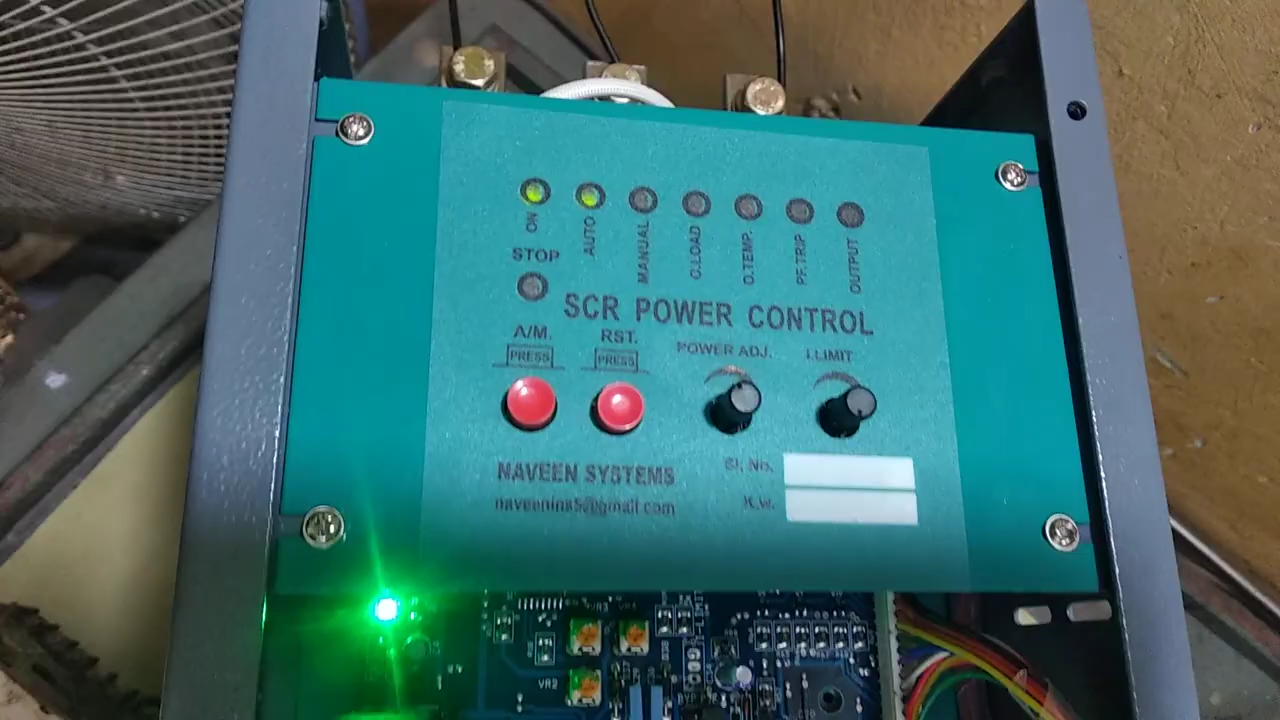 ON AUTO MANUAL O.LOAD O.TEMP. PF.TRIP OUTPUT
STOP
SCR POWER CONTROL
A/M. RST. POWER ADJ. I.LIMIT
PRESS PRESS
NAVEEN SYSTEMS
Sl. No.
K.w.
VR2